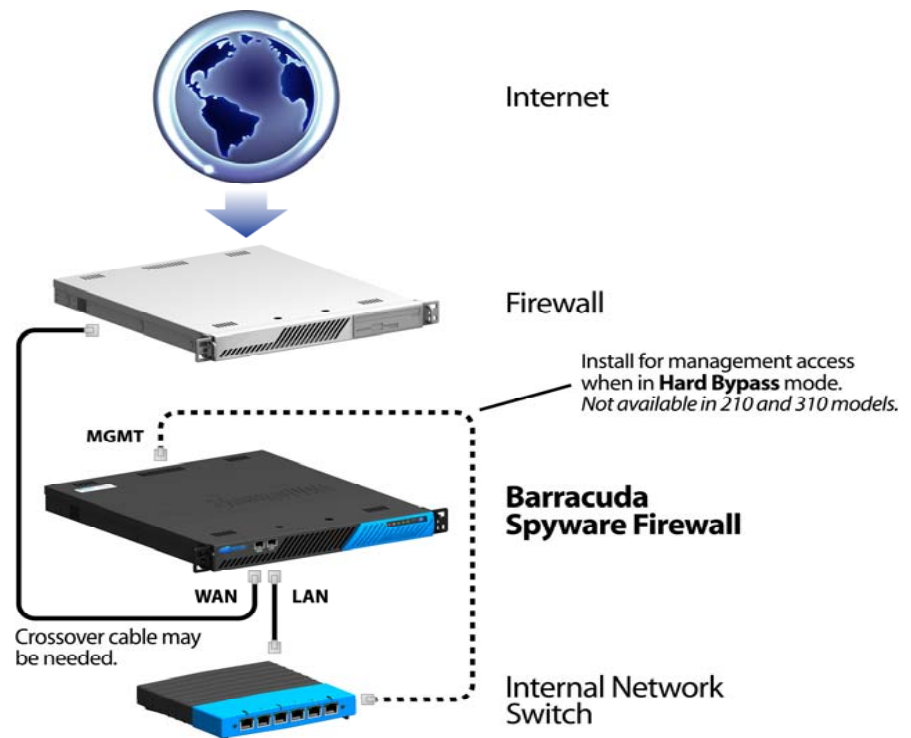 Internet
Firewall
Install for management access
when in Hard Bypass mode.
Not available in 210 and 310 models.
MGMT
Barracuda
Spyware Firewall
WAN
LAN
Crossover cable may
be needed.
Internal Network
Switch